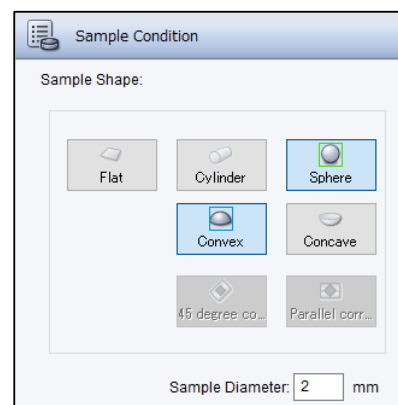 Sample Condition
Sample Shape:
Flat
Cylinder
Sphere
Convex
Concave
45 degree co...
Parallel corr...
Sample Diameter: 2 mm